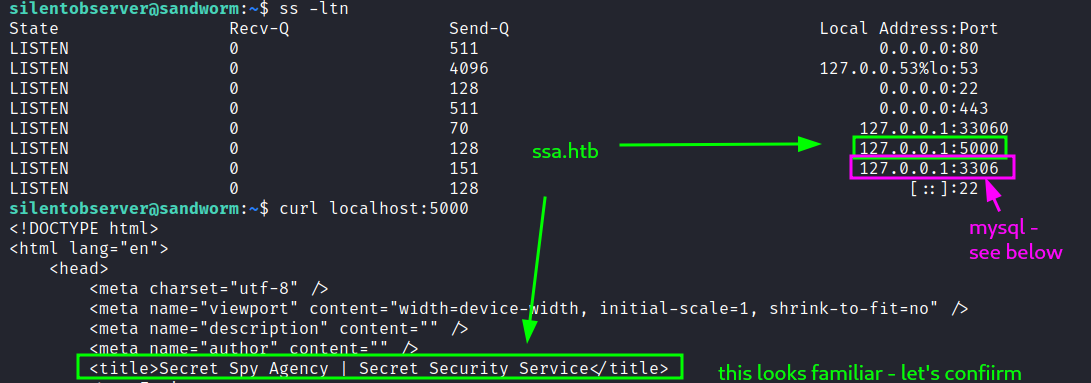 silentobserver@sandworm:~$ ss -ltn
State Recv-Q Send-Q Local Address:Port
LISTEN 0 511 0.0.0.0:80
LISTEN 0 4096 127.0.0.53%lo:53
LISTEN 0 128 0.0.0.0:22
LISTEN 0 511 0.0.0.0:443
LISTEN 0 70 127.0.0.1:33060
LISTEN 0 128 127.0.0.1:5000
ssa.htb
LISTEN 0 151 127.0.0.1:3306
LISTEN 0 128 [::]:22
silentobserver@sandworm:~$ curl localhost:5000
mysql -
see below
<!DOCTYPE html>
<html lang="en">
<head>
<meta charset="utf-8" />
<meta name="viewport" content="width=device-width, initial-scale=1, shrink-to-fit=no" />
<meta name="description" content="" />
<meta name="author" content="" />
<title>Secret Spy Agency | Secret Security Service</title>
this looks familiar - let's confiirm